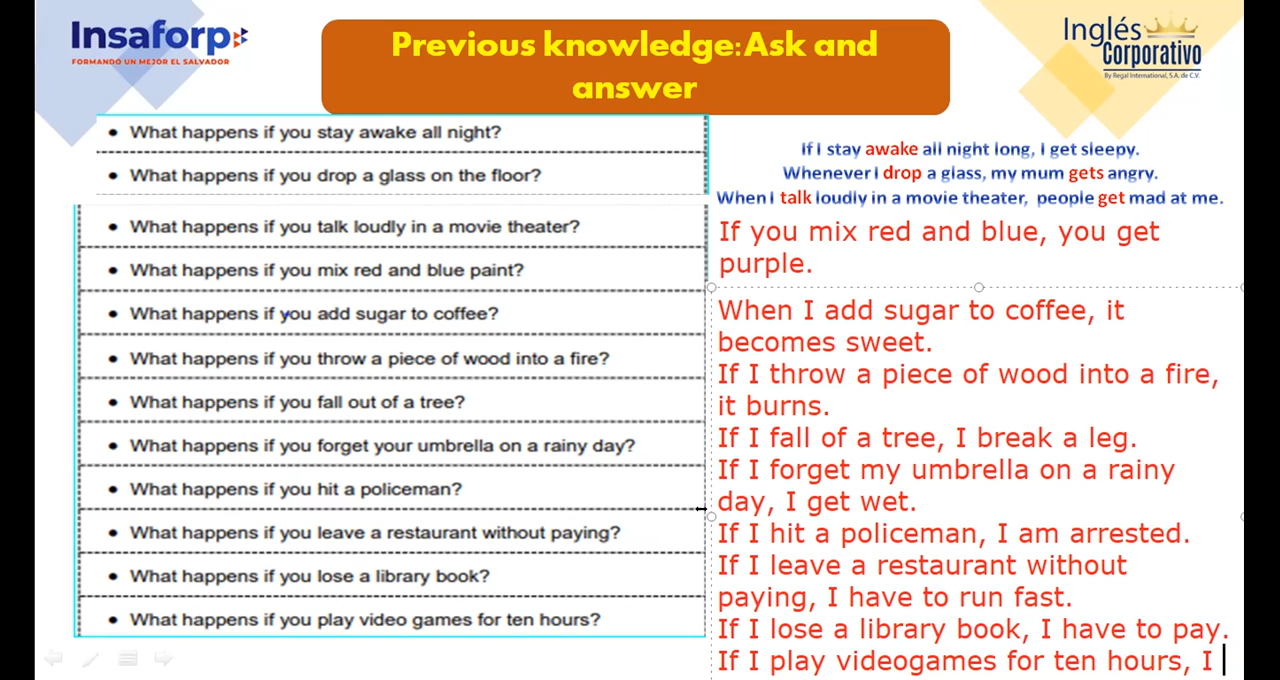 Insaforp
FORMANDO UN MEJOR EL SALVADOR
Previous knowledge: Ask and
answer
Inglés
Corporativo
By Regal International, S.A. de C.V.
• What happens if you stay awake all night?
• What happens if you drop a glass on the floor?
• What happens if you talk loudly in a movie theater?
• What happens if you mix red and blue paint?
• What happens if you add sugar to coffee?
• What happens if you throw a piece of wood into a fire?
• What happens if you fall out of a tree?
• What happens if you forget your umbrella on a rainy day?
• What happens if you hit a policeman?
• What happens if you leave a restaurant without paying?
• What happens if you lose a library book?
• What happens if you play video games for ten hours?
If I stay awake all night long, I get sleepy.
Whenever I drop a glass, my mum gets angry.
When I talk loudly in a movie theater, people get mad at me.
If you mix red and blue, you get
purple.
When I add sugar to coffee, it
becomes sweet.
If I throw a piece of wood into a fire,
it burns.
If I fall of a tree, I break a leg.
If I forget my umbrella on a rainy
day, I get wet.
If I hit a policeman, I am arrested.
If I leave a restaurant without
paying, I have to run fast.
If I lose a library book, I have to pay.
If I play videogames for ten hours, I